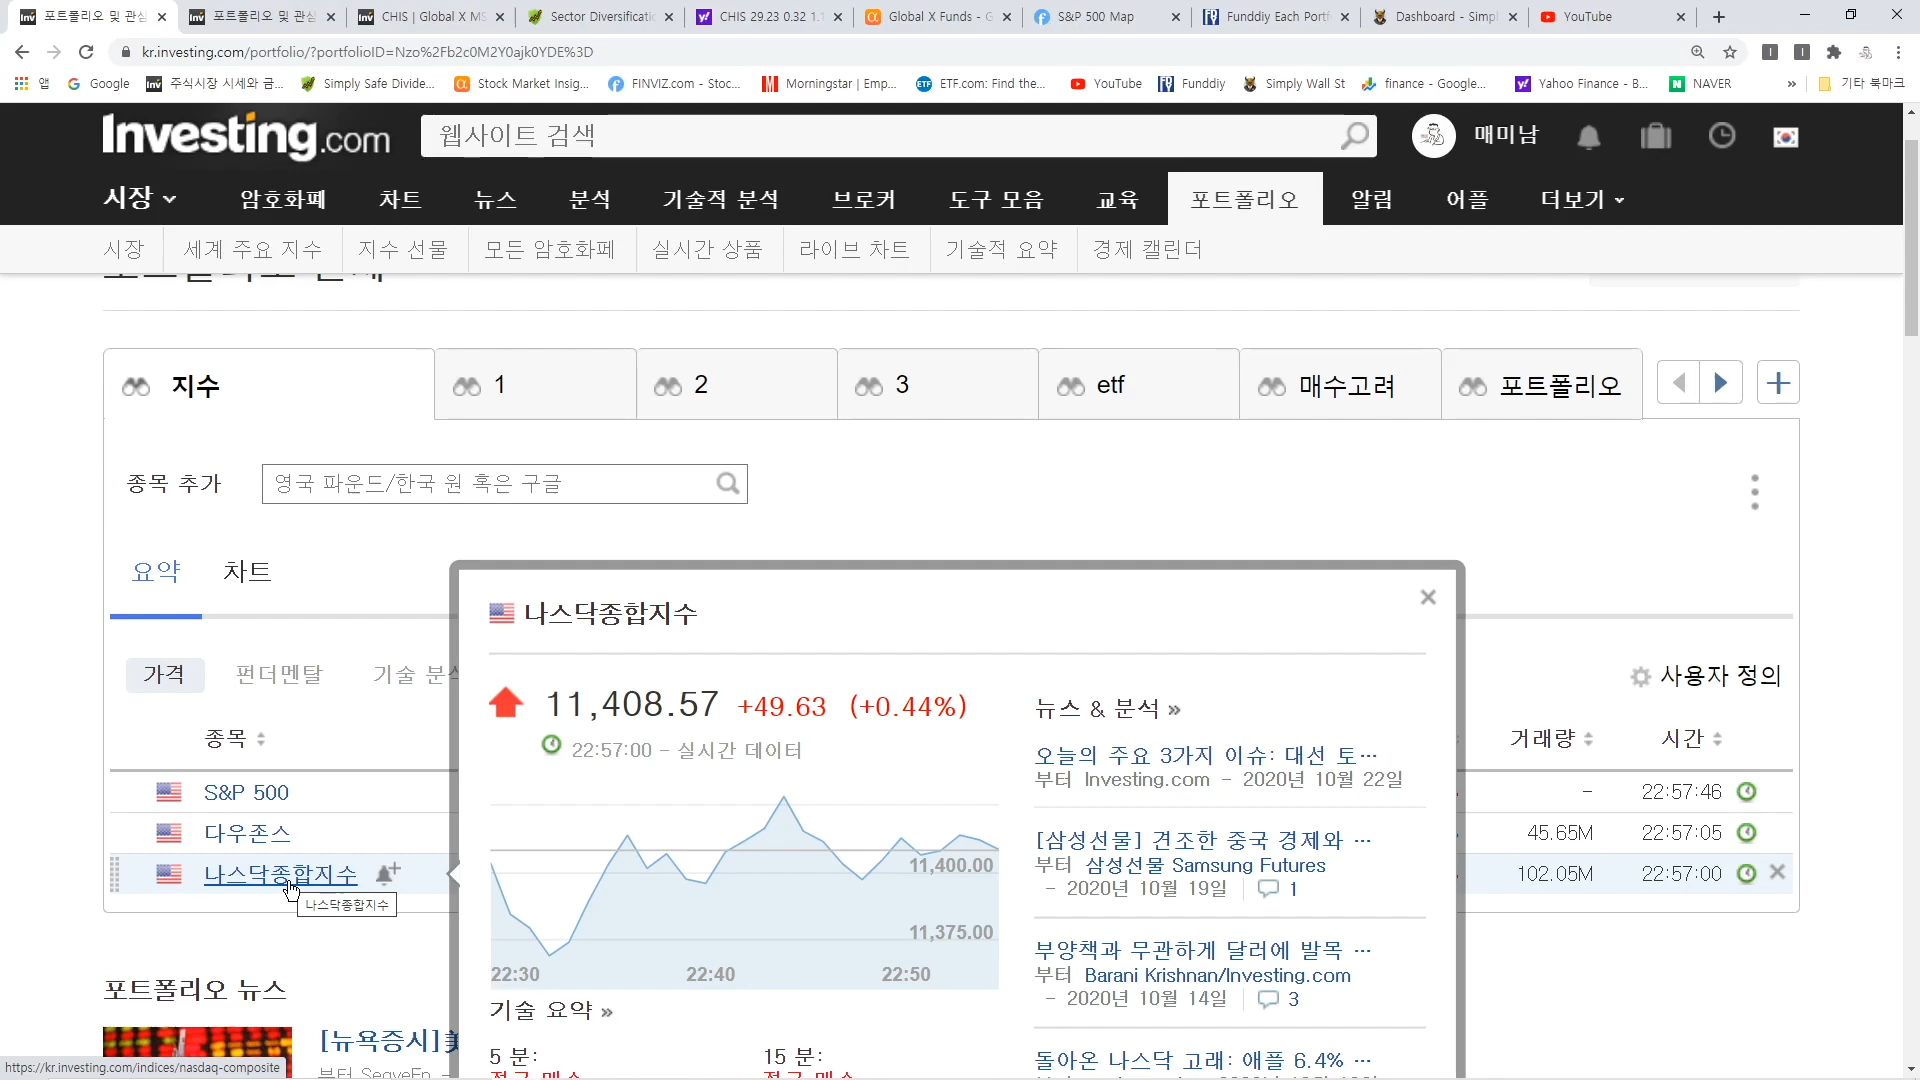 포트폴리오 및 관심
포트폴리오 및 관심
CHIS | Global X MS
Sector Diversificatio
CHIS 29.23 0.32 1.1
Global X Funds - G
S&P 500 Map
Funddiy Each Portf
Dashboard - Simpl
YouTube
kr.investing.com/portfolio/?portfolioID=Nzo%2Fb2c0M2Y0ajk0YDE%3D
앱
Google
주식시장 시세와 금...
Simply Safe Divide...
Stock Market Insig...
FINVIZ.com - Stoc...
Morningstar | Emp...
ETF.com: Find the...
YouTube
Funddiy
Simply Wall St
finance - Google...
Yahoo Finance - B...
NAVER
»
기타 북마크
Investing.com
웹사이트 검색
매미남
시장 암호화폐 차트 뉴스 분석 기술적 분석 브로커 도구 모음 교육 포트폴리오 알림 어플 더보기
시장 세계 주요 지수 지수 선물 모든 암호화폐 실시간 상품 라이브 차트 기술적 요약 경제 캘린더
지수
1
2
3
etf
매수고려
포트폴리오
종목 추가
영국 파운드/한국 원 혹은 구글
요약 차트
가격 펀더멘탈 기술 분석
사용자 정의
종목
거래량 시간
S&P 500
- 22:57:46
다우존스
45.65M 22:57:05
나스닥종합지수
102.05M 22:57:00
나스닥종합지수
나스닥종합지수
11,408.57 +49.63 (+0.44%)
22:57:00 - 실시간 데이터
11,400.00
11,375.00
22:30 22:40 22:50
기술 요약 »
5 분:
적극 매수
15 분:
적극 매수
뉴스 & 분석 »
오늘의 주요 3가지 이슈: 대선 토...
부터 Investing.com - 2020년 10월 22일
[삼성선물] 견조한 중국 경제와 ...
부터 삼성선물 Samsung Futures
- 2020년 10월 19일 1
부양책과 무관하게 달러에 발목 ...
부터 Barani Krishnan/Investing.com
- 2020년 10월 14일 3
돌아온 나스닥 고래: 애플 6.4% ...
포트폴리오 뉴스
[뉴욕증시]
https://kr.investing.com/indices/nasdaq-composite